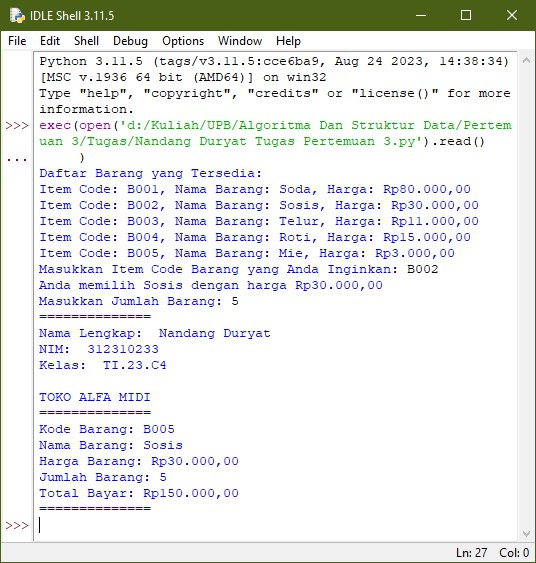 IDLE Shell 3.11.5
File Edit Shell Debug Options Window Help
Python 3.11.5 (tags/v3.11.5:cce6ba9, Aug 24 2023, 14:38:34)
[MSC v.1936 64 bit (AMD64)] on win32
Type "help", "copyright", "credits" or "license()" for more
information.
>>> exec(open('d:/Kuliah/UPB/Algoritma Dan Struktur Data/Pertem
uan 3/Tugas/Nandang Duryat Tugas Pertemuan 3.py').read()
... )
Daftar Barang yang Tersedia:
Item Code: B001, Nama Barang: Soda, Harga: Rp80.000,00
Item Code: B002, Nama Barang: Sosis, Harga: Rp30.000,00
Item Code: B003, Nama Barang: Telur, Harga: Rp11.000,00
Item Code: B004, Nama Barang: Roti, Harga: Rp15.000,00
Item Code: B005, Nama Barang: Mie, Harga: Rp3.000,00
Masukkan Item Code Barang yang Anda Inginkan: B002
Anda memilih Sosis dengan harga Rp30.000,00
Masukkan Jumlah Barang: 5
==============
Nama Lengkap:  Nandang Duryat
NIM:  312310233
Kelas:  TI.23.C4
TOKO ALFA MIDI
==============
Kode Barang: B005
Nama Barang: Sosis
Harga Barang: Rp30.000,00
Jumlah Barang: 5
Total Bayar: Rp150.000,00
==============
>>>
Ln: 27 Col: 0